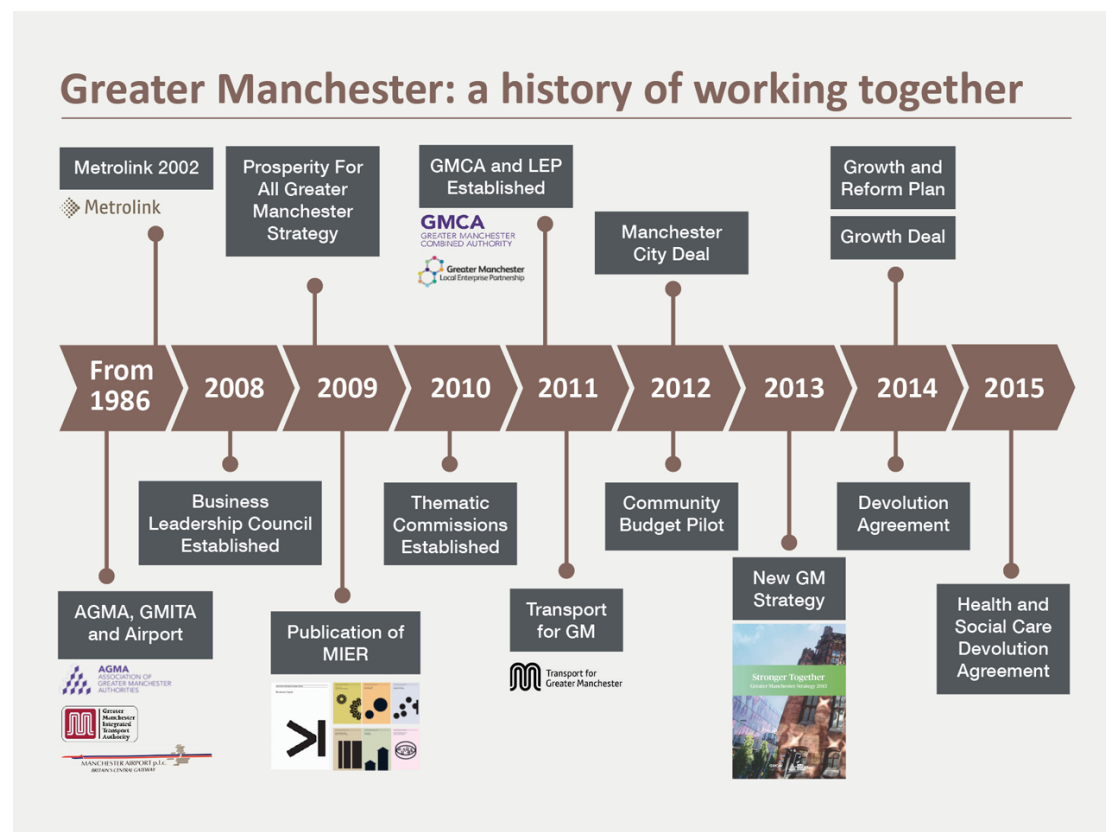 Greater Manchester: a history of working together
Metrolink 2002
Metrolink
Prosperity For
All Greater
Manchester
Strategy
GMCA and LEP
Established
GMCA
GREATER MANCHESTER
COMBINED AUTHORITY
Greater Manchester
Local Enterprise Partnership
Manchester
City Deal
Growth and
Reform Plan
Growth Deal
From
1986
2008
2009
2010
2011
2012
2013
2014
2015
AGMA, GMITA
and Airport
AGMA
ASSOCIATION OF
GREATER MANCHESTER
AUTHORITIES
Greater
Manchester
Integrated
Transport
Authority
MANCHESTER AIRPORT p.l.c.
BRITAIN'S CENTRAL GATEWAY
Business
Leadership Council
Established
Publication of
MIER
Thematic
Commissions
Established
Transport
for GM
Transport for
Greater Manchester
Community
Budget Pilot
New GM
Strategy
Stronger Together
Greater Manchester Strategy 2013
Devolution
Agreement
Health and
Social Care
Devolution
Agreement